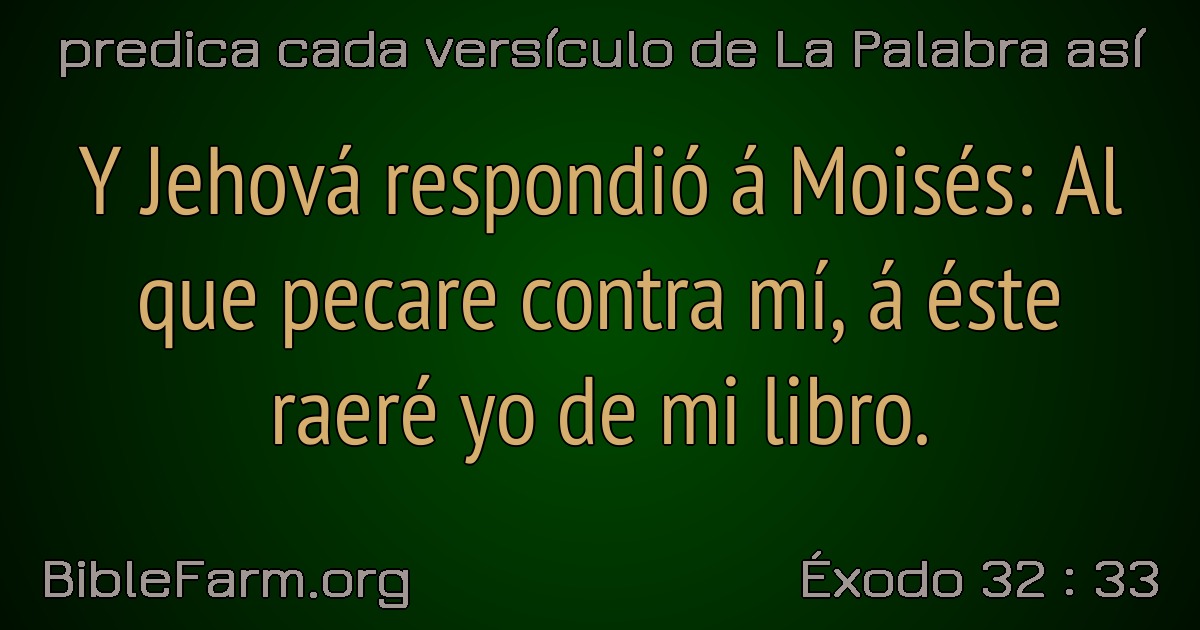 predica cada versículo de La Palabra así
Y Jehová respondió á Moisés: Al
que pecare contra mí, á éste
raeré yo de mi libro.
BibleFarm.org
Éxodo 32 : 33